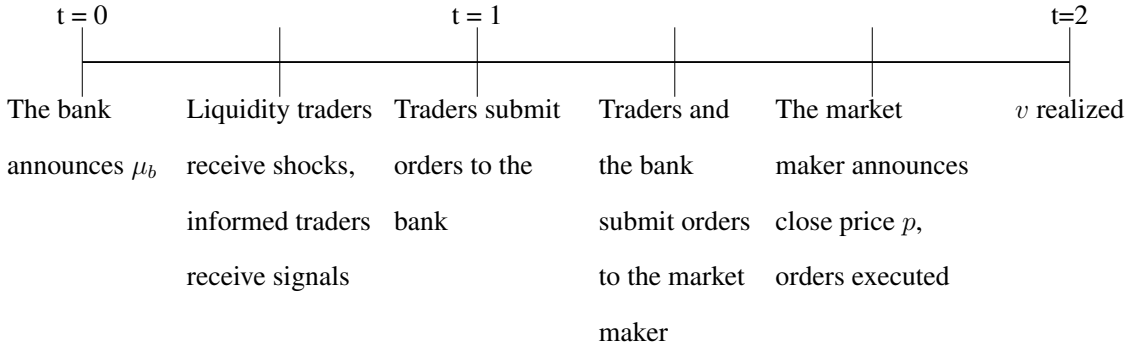 t = 0
t = 1
t=2
The bank
announces μ_b
Liquidity traders
receive shocks,
informed traders
receive signals
Traders submit
orders to the
bank
Traders and
the bank
submit orders
to the market
maker
The market
maker announces
close price p,
orders executed
v realized